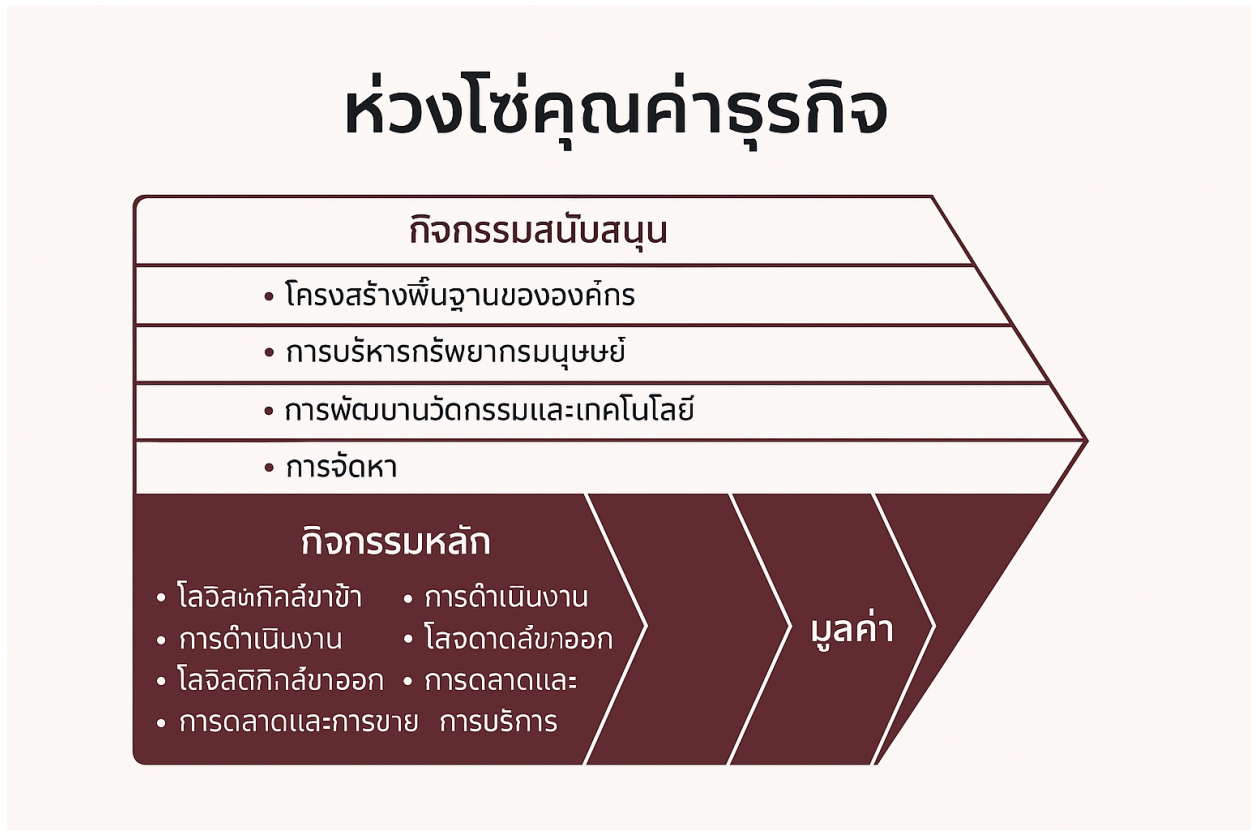 ห่วงโซ่คุณค่าธุรกิจ
กิจกรรมสนับสนุน
• โครงสร้างพื้นฐานขององค์กร
• การบริหารกรัพยากรมนุษษย์
• การพัฒบานวัดกรรมและเทคโนโลยี
• การจัดหา
กิจกรรมหลัก
• การดำเนินงาน
• การดำเนินงาน
• การดลาดและ
• การดลาดและการขาย การบริการ
มูลค่า